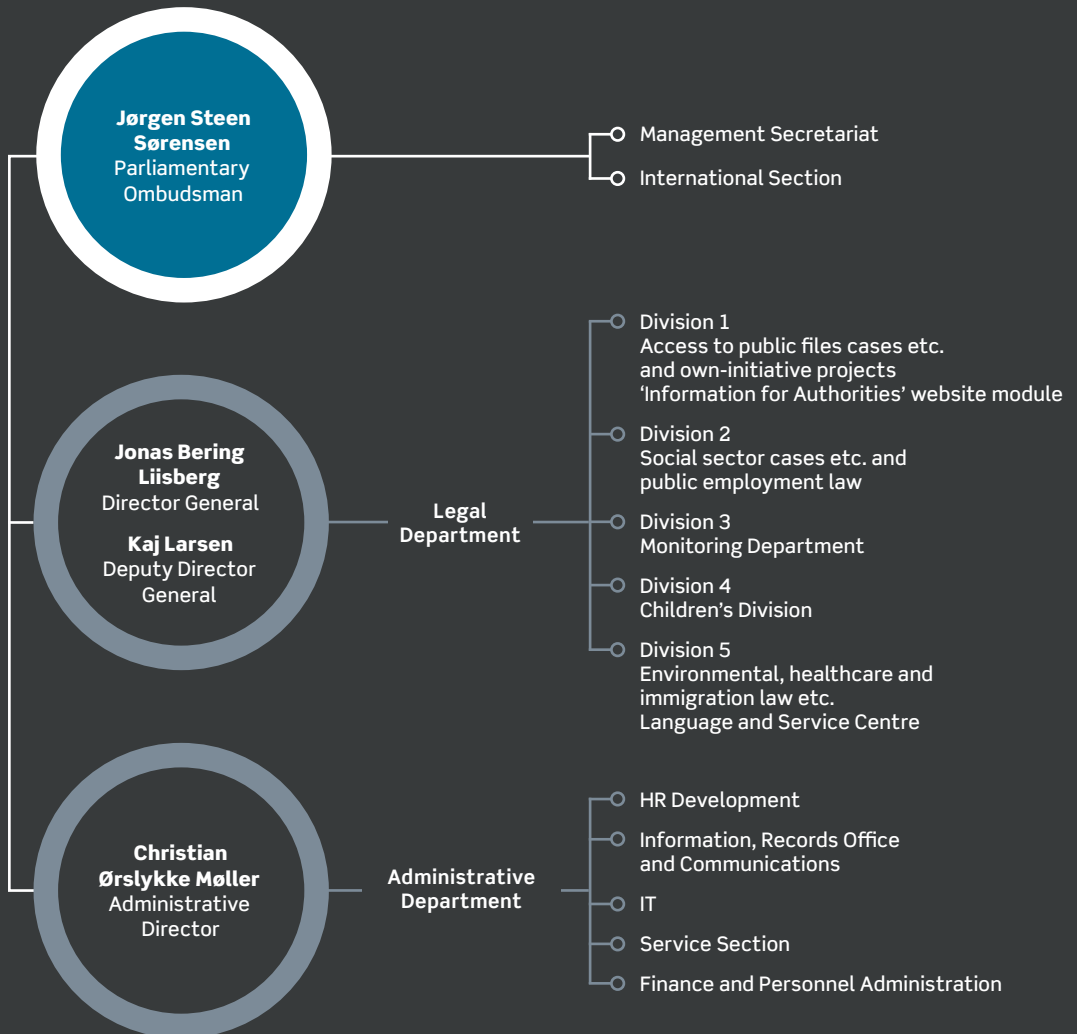 Jørgen Steen
Sørensen
Parliamentary
Ombudsman
Management Secretariat
International Section
Jonas Bering
Liisberg
Director General
Kaj Larsen
Deputy Director
General
Legal
Department
Division 1
Access to public files cases etc.
and own-initiative projects
‘Information for Authorities’ website module
Division 2
Social sector cases etc. and
public employment law
Division 3
Monitoring Department
Division 4
Children’s Division
Division 5
Environmental, healthcare and
immigration law etc.
Language and Service Centre
Christian
Ørslykke Møller
Administrative
Director
Administrative
Department
HR Development
Information, Records Office
and Communications
IT
Service Section
Finance and Personnel Administration